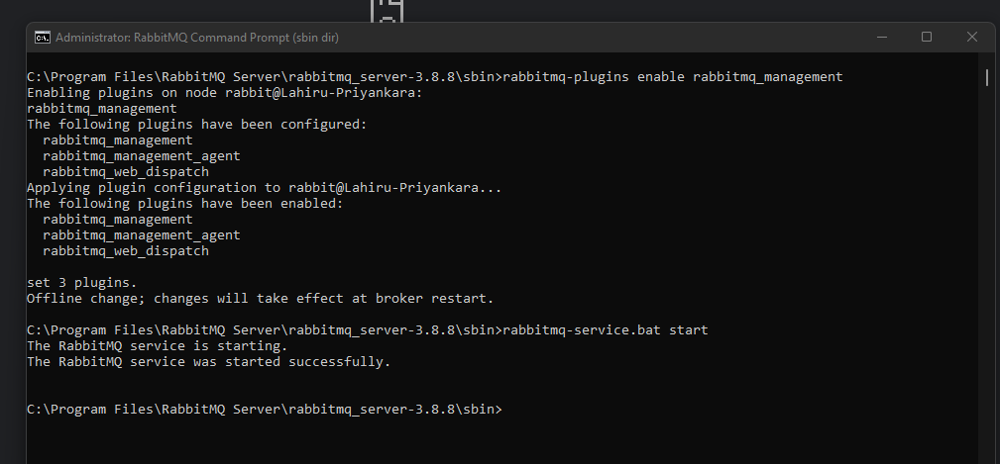 Administrator: RabbitMQ Command Prompt (sbin dir)
C:\Program Files\RabbitMQ Server\rabbitmq_server-3.8.8\sbin>rabbitmq-plugins enable rabbitmq_management
Enabling plugins on node rabbit@Lahiru-Priyankara:
rabbitmq_management
The following plugins have been configured:
  rabbitmq_management
  rabbitmq_management_agent
  rabbitmq_web_dispatch
Applying plugin configuration to rabbit@Lahiru-Priyankara...
The following plugins have been enabled:
  rabbitmq_management
  rabbitmq_management_agent
  rabbitmq_web_dispatch
set 3 plugins.
Offline change; changes will take effect at broker restart.
C:\Program Files\RabbitMQ Server\rabbitmq_server-3.8.8\sbin>rabbitmq-service.bat start
The RabbitMQ service is starting.
The RabbitMQ service was started successfully.
C:\Program Files\RabbitMQ Server\rabbitmq_server-3.8.8\sbin>